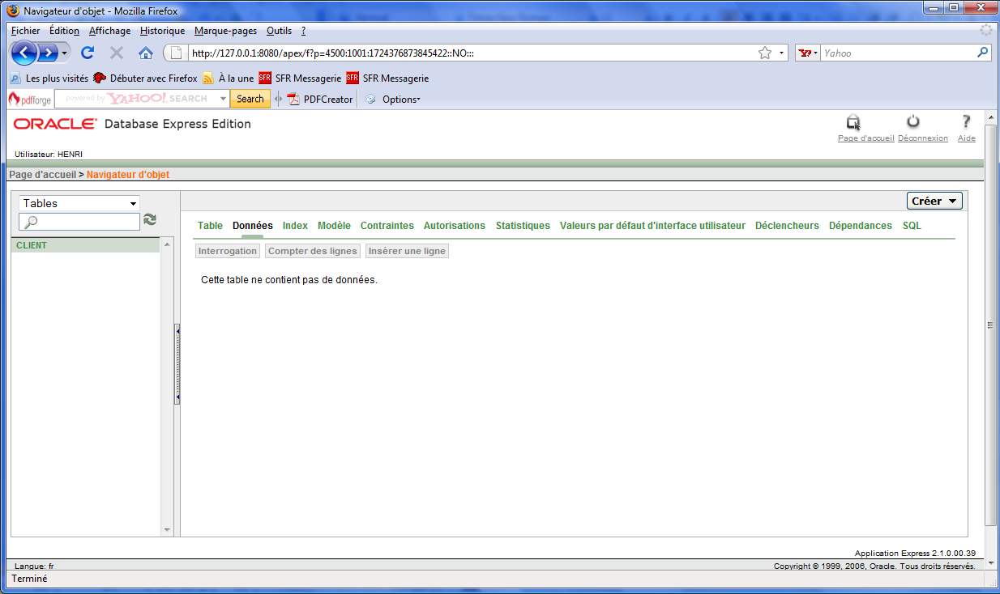 Navigateur d'objet - Mozilla Firefox
Fichier Édition Affichage Historique Marque-pages Outils ?
http://127.0.0.1:8080/apex/f?p=4500:1001:1724376873845422::NO::: Yahoo
Les plus visités Débuter avec Firefox À la une SFR SFR Messagerie SFR SFR Messagerie
pdfforge powered by YAHOO! SEARCH Search PDFCreator Options
ORACLE Database Express Edition
Page d'accueil Déconnexion ? Aide
Utilisateur: HENRI
Page d'accueil > Navigateur d'objet
Tables
Créer
Table Données Index Modèle Contraintes Autorisations Statistiques Valeurs par défaut d'interface utilisateur Déclencheurs Dépendances SQL
CLIENT
Interrogation Compter des lignes Insérer une ligne
Cette table ne contient pas de données.
Application Express 2.1.0.00.39
Langue: fr Copyright © 1999, 2006, Oracle. Tous droits réservés.
Terminé